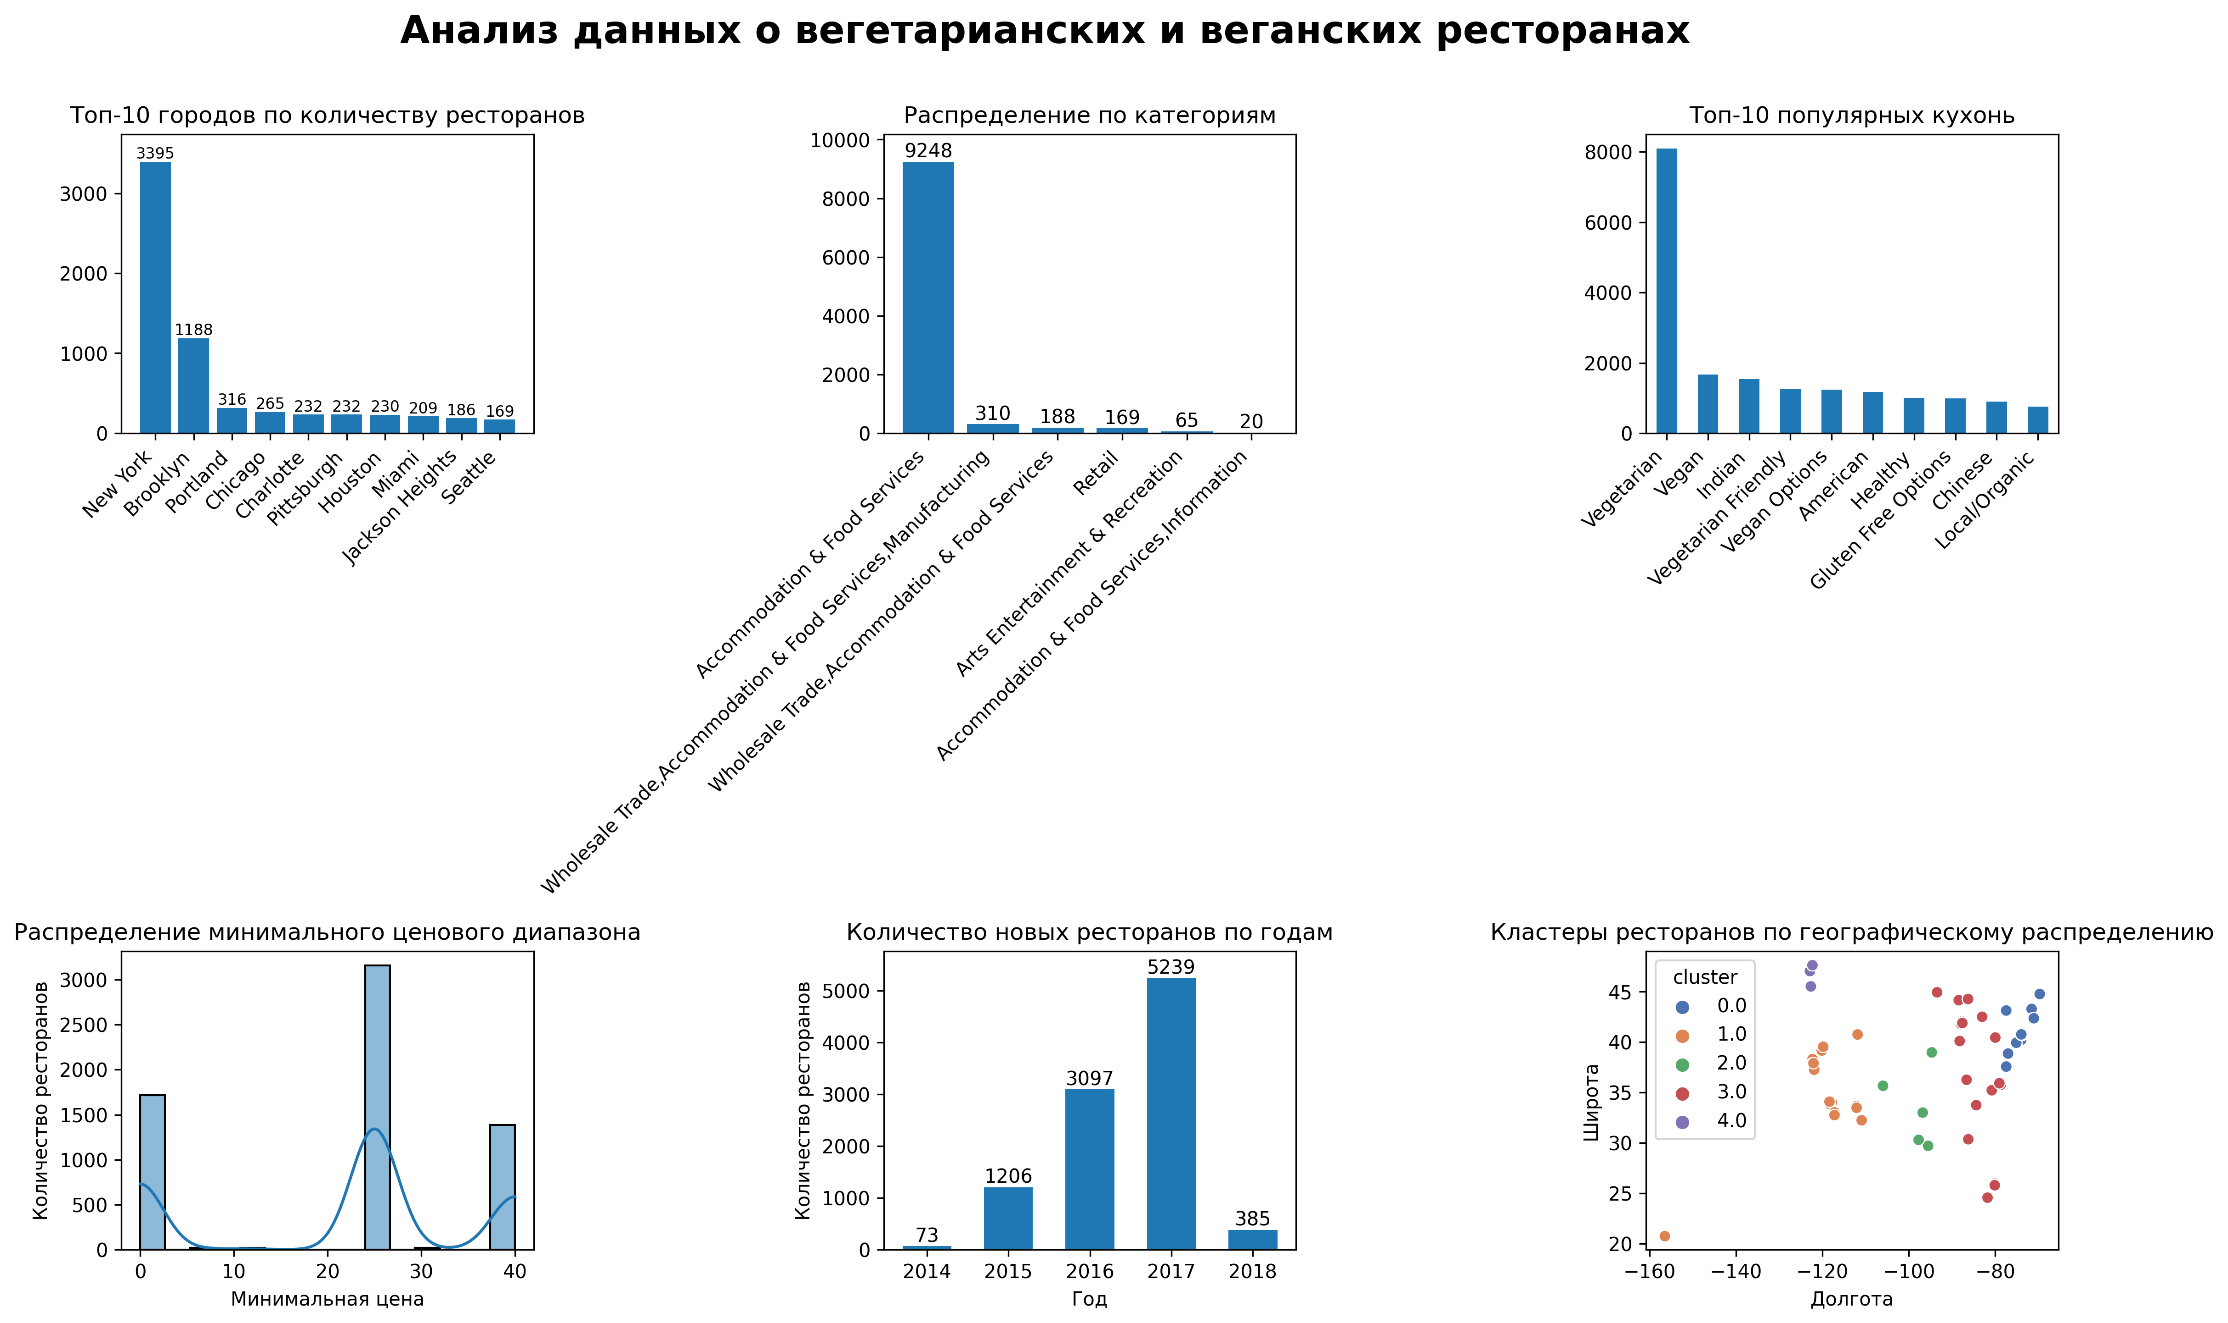 Анализ данных о вегетарианских и веганских ресторанах
Топ-10 городов по количеству ресторанов
3000
2000
1000
0
3395
1188
316
265
232
232
230
209
186
169
New York
Brooklyn
Portland
Chicago
Charlotte
Pittsburgh
Houston
Miami
Jackson Heights
Seattle
Распределение по категориям
10000
8000
6000
4000
2000
0
9248
310
188
169
65
20
Accommodation & Food Services
Wholesale Trade,Accommodation & Food Services,Manufacturing
Wholesale Trade,Accommodation & Food Services
Retail
Arts Entertainment & Recreation
Accommodation & Food Services,Information
Топ-10 популярных кухонь
8000
6000
4000
2000
0
Vegetarian
Vegan
Indian
Vegetarian Friendly
Vegan Options
American
Healthy
Gluten Free Options
Chinese
Local/Organic
Распределение минимального ценового диапазона
Количество ресторанов
3000
2500
2000
1500
1000
500
0
0
10
20
30
40
Минимальная цена
Количество новых ресторанов по годам
Количество ресторанов
5000
4000
3000
2000
1000
0
73
1206
3097
5239
385
2014
2015
2016
2017
2018
Год
Кластеры ресторанов по географическому распределению
Широта
45
40
35
30
25
20
cluster
0.0
1.0
2.0
3.0
4.0
−160
−140
−120
−100
−80
Долгота